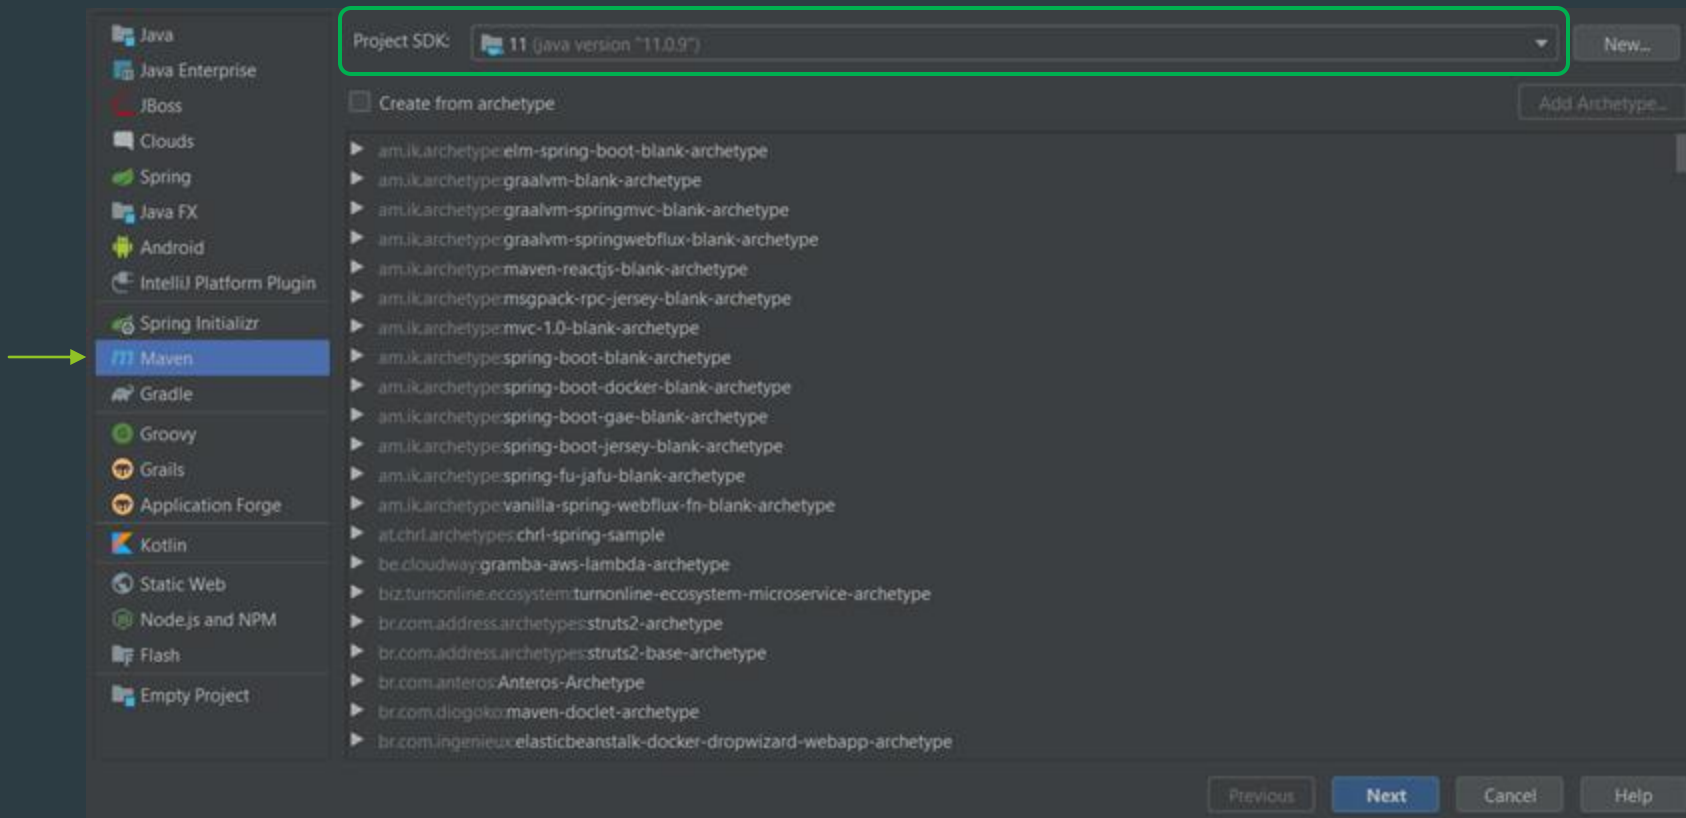 Java
Java Enterprise
JBoss
Clouds
Spring
Java FX
Android
IntelliJ Platform Plugin
Spring Initializr
Maven
Gradle
Groovy
Grails
Application Forge
Kotlin
Static Web
Node.js and NPM
Flash
Empty Project
Project SDK: 11 (java version "11.0.9") New...
Create from archetype Add Archetype...
am.ik.archetype:elm-spring-boot-blank-archetype
am.ik.archetype:graalvm-blank-archetype
am.ik.archetype:graalvm-springmvc-blank-archetype
am.ik.archetype:graalvm-springwebflux-blank-archetype
am.ik.archetype:maven-reactjs-blank-archetype
am.ik.archetype:msgpack-rpc-jersey-blank-archetype
am.ik.archetype:mvc-1.0-blank-archetype
am.ik.archetype:spring-boot-blank-archetype
am.ik.archetype:spring-boot-docker-blank-archetype
am.ik.archetype:spring-boot-gae-blank-archetype
am.ik.archetype:spring-boot-jersey-blank-archetype
am.ik.archetype:spring-fu-jafu-blank-archetype
am.ik.archetype:vanilla-spring-webflux-fn-blank-archetype
at.chrl.archetypes:chrl-spring-sample
be.cloudway:gramba-aws-lambda-archetype
biz.turnonline.ecosystem:turnonline-ecosystem-microservice-archetype
br.com.address.archetypes:struts2-archetype
br.com.address.archetypes:struts2-base-archetype
br.com.anteros:Anteros-Archetype
br.com.diogoko:maven-doclet-archetype
br.com.ingenieux:elasticbeanstalk-docker-dropwizard-webapp-archetype
Previous Next Cancel Help